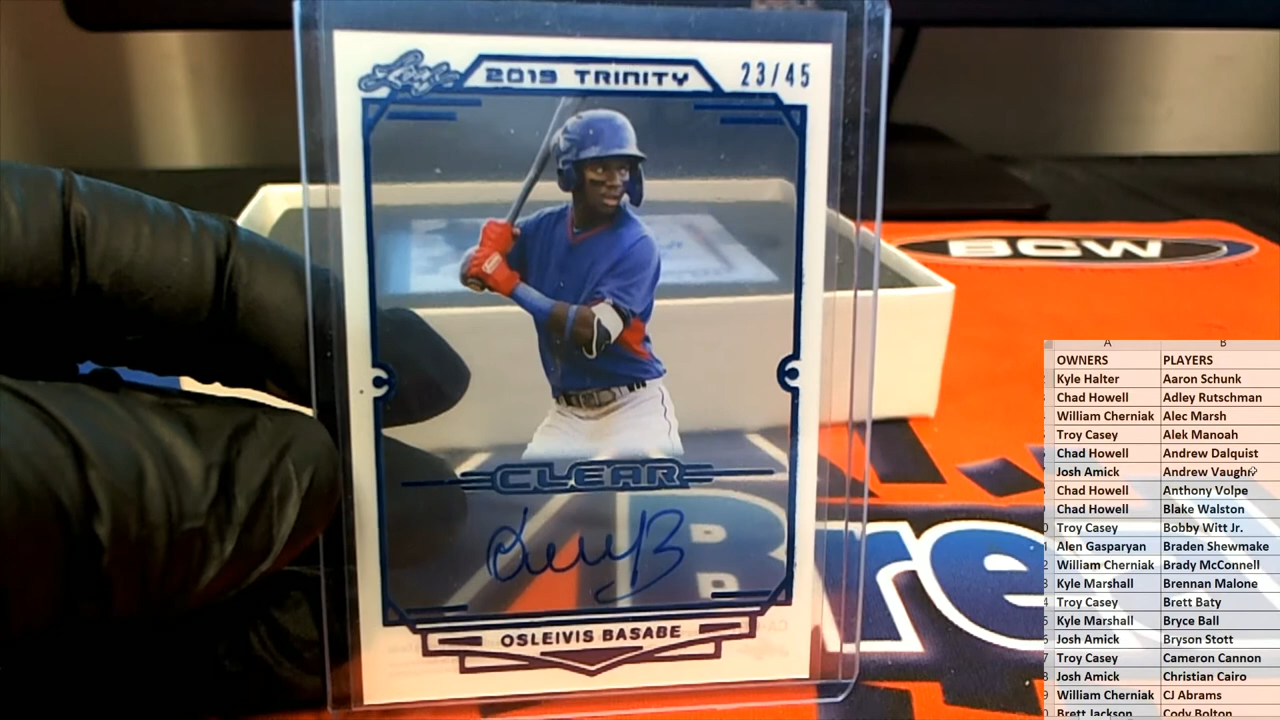 Leaf
2019 TRINITY
23/45
CLEAR
OSLEIVIS BASABE
BCW
A B
OWNERS PLAYERS
Kyle Halter Aaron Schunk
Chad Howell Adley Rutschman
William Cherniak Alec Marsh
Troy Casey Alek Manoah
Chad Howell Andrew Dalquist
Josh Amick Andrew Vaughn
Chad Howell Anthony Volpe
Chad Howell Blake Walston
Troy Casey Bobby Witt Jr.
Alen Gasparyan Braden Shewmake
William Cherniak Brady McConnell
Kyle Marshall Brennan Malone
Troy Casey Brett Baty
Kyle Marshall Bryce Ball
Josh Amick Bryson Stott
Troy Casey Cameron Cannon
Josh Amick Christian Cairo
William Cherniak CJ Abrams
Brett Jackson Cody Bolton